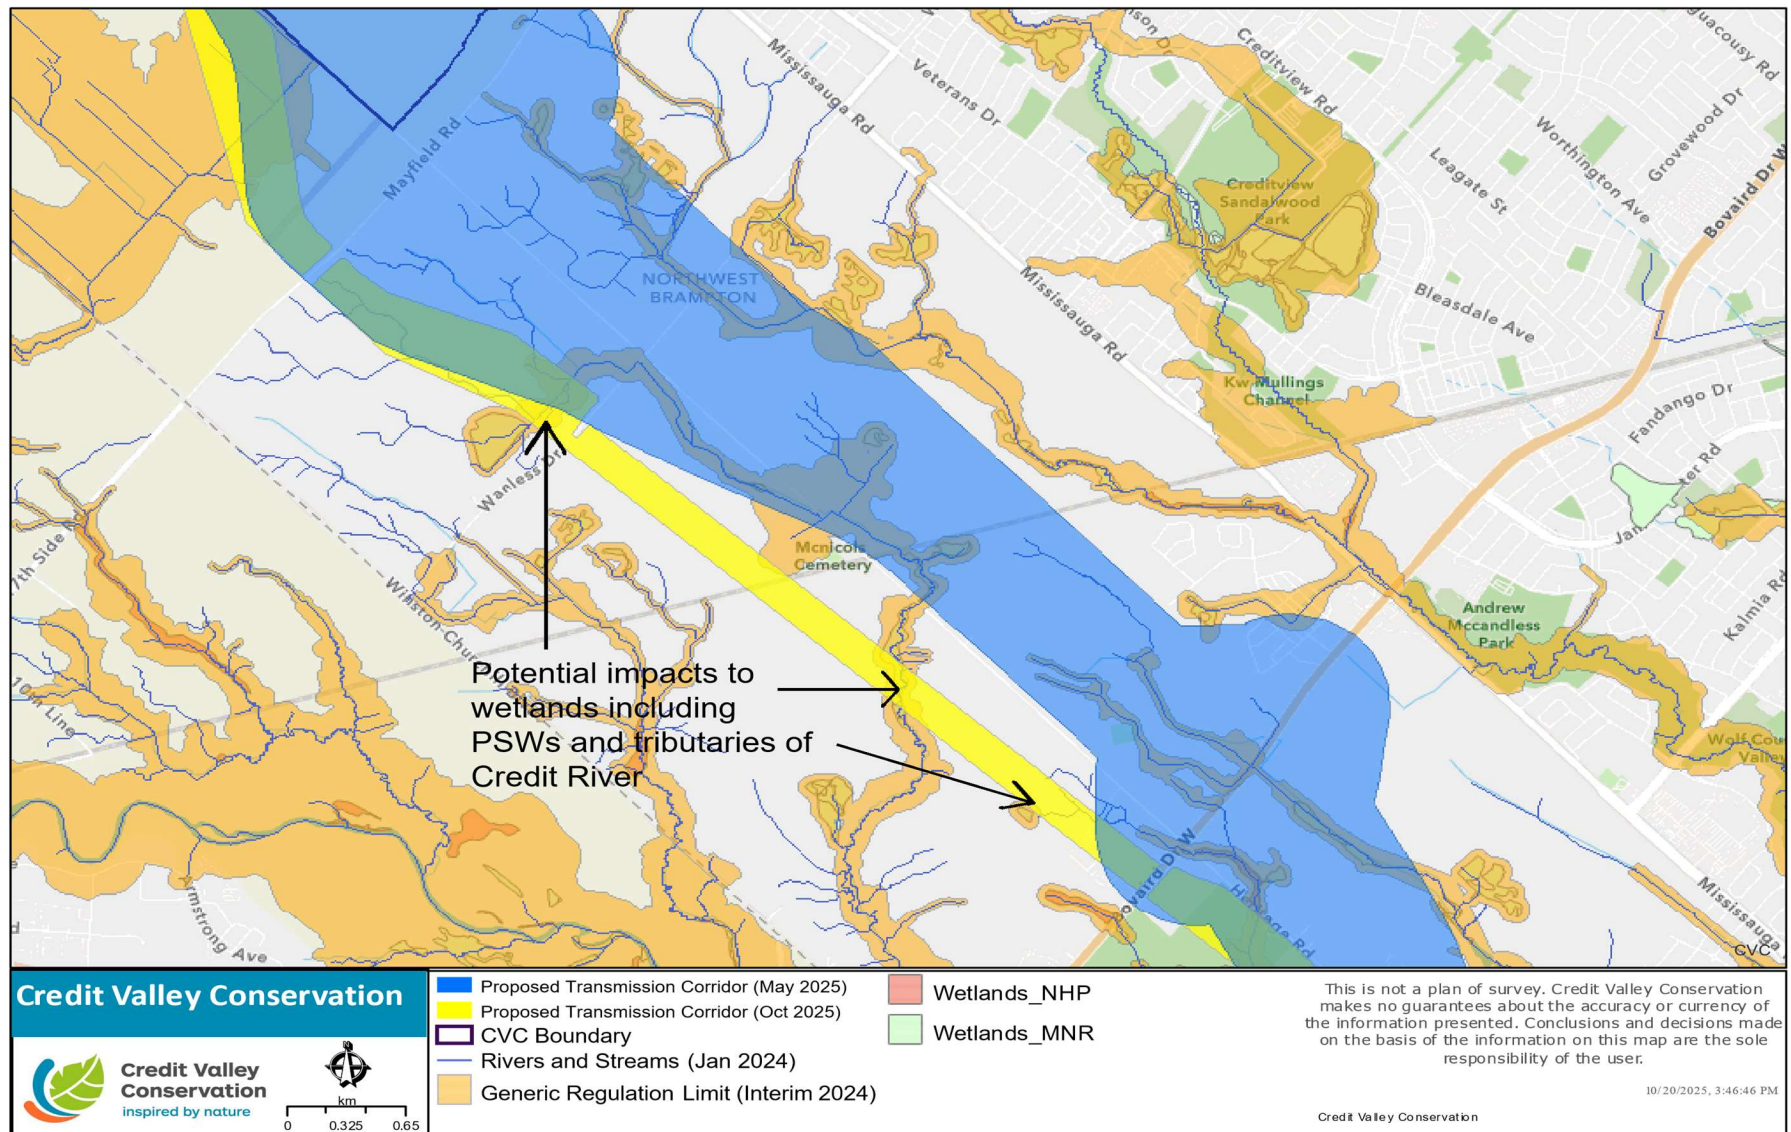 Mississauga Rd
Veterans Dr
Creditview Rd
Worthington Ave
Grovewood Dr
Leagate St
Bovaird Dr W
Mayfield Rd
Creditview
Sandalwood
Park
NORTHWEST
BRAMPTON
Mississauga Rd
Bleasdale Ave
Kw Mullings
Channel
Fandango Dr
Wanless Dr
Mcnicols
Cemetery
Winston Chur
10th Line
Andrew
Mccandless
Park
Kalmia Rd
Potential impacts to
wetlands including
PSWs and tributaries of
Credit River
Mississauga
CVC
Credit Valley Conservation
Credit Valley
Conservation
inspired by nature
km
0 0.325 0.65
Proposed Transmission Corridor (May 2025)
Proposed Transmission Corridor (Oct 2025)
CVC Boundary
Rivers and Streams (Jan 2024)
Generic Regulation Limit (Interim 2024)
Wetlands_NHP
Wetlands_MNR
This is not a plan of survey. Credit Valley Conservation
makes no guarantees about the accuracy or currency of
the information presented. Conclusions and decisions made
on the basis of the information on this map are the sole
responsibility of the user.
10/20/2025, 3:46:46 PM
Credit Valley Conservation